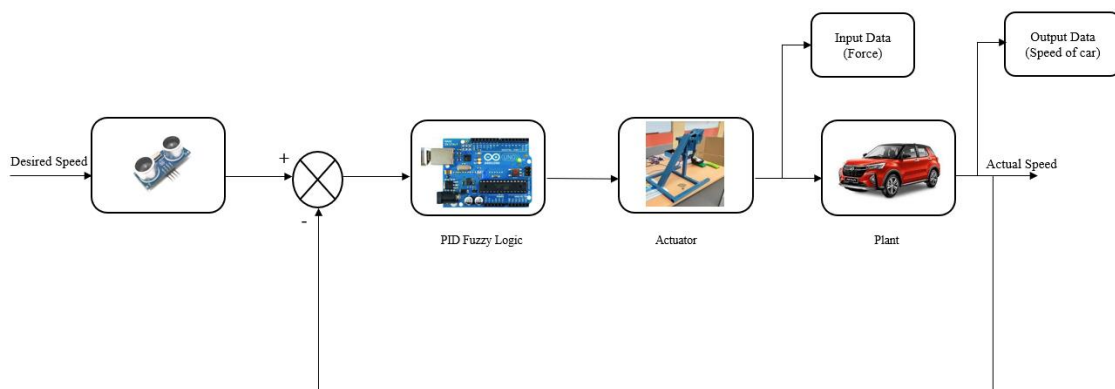 Input Data
(Force)
Output Data
(Speed of car)
Desired Speed
+
-
Actual Speed
PID Fuzzy Logic
Actuator
Plant